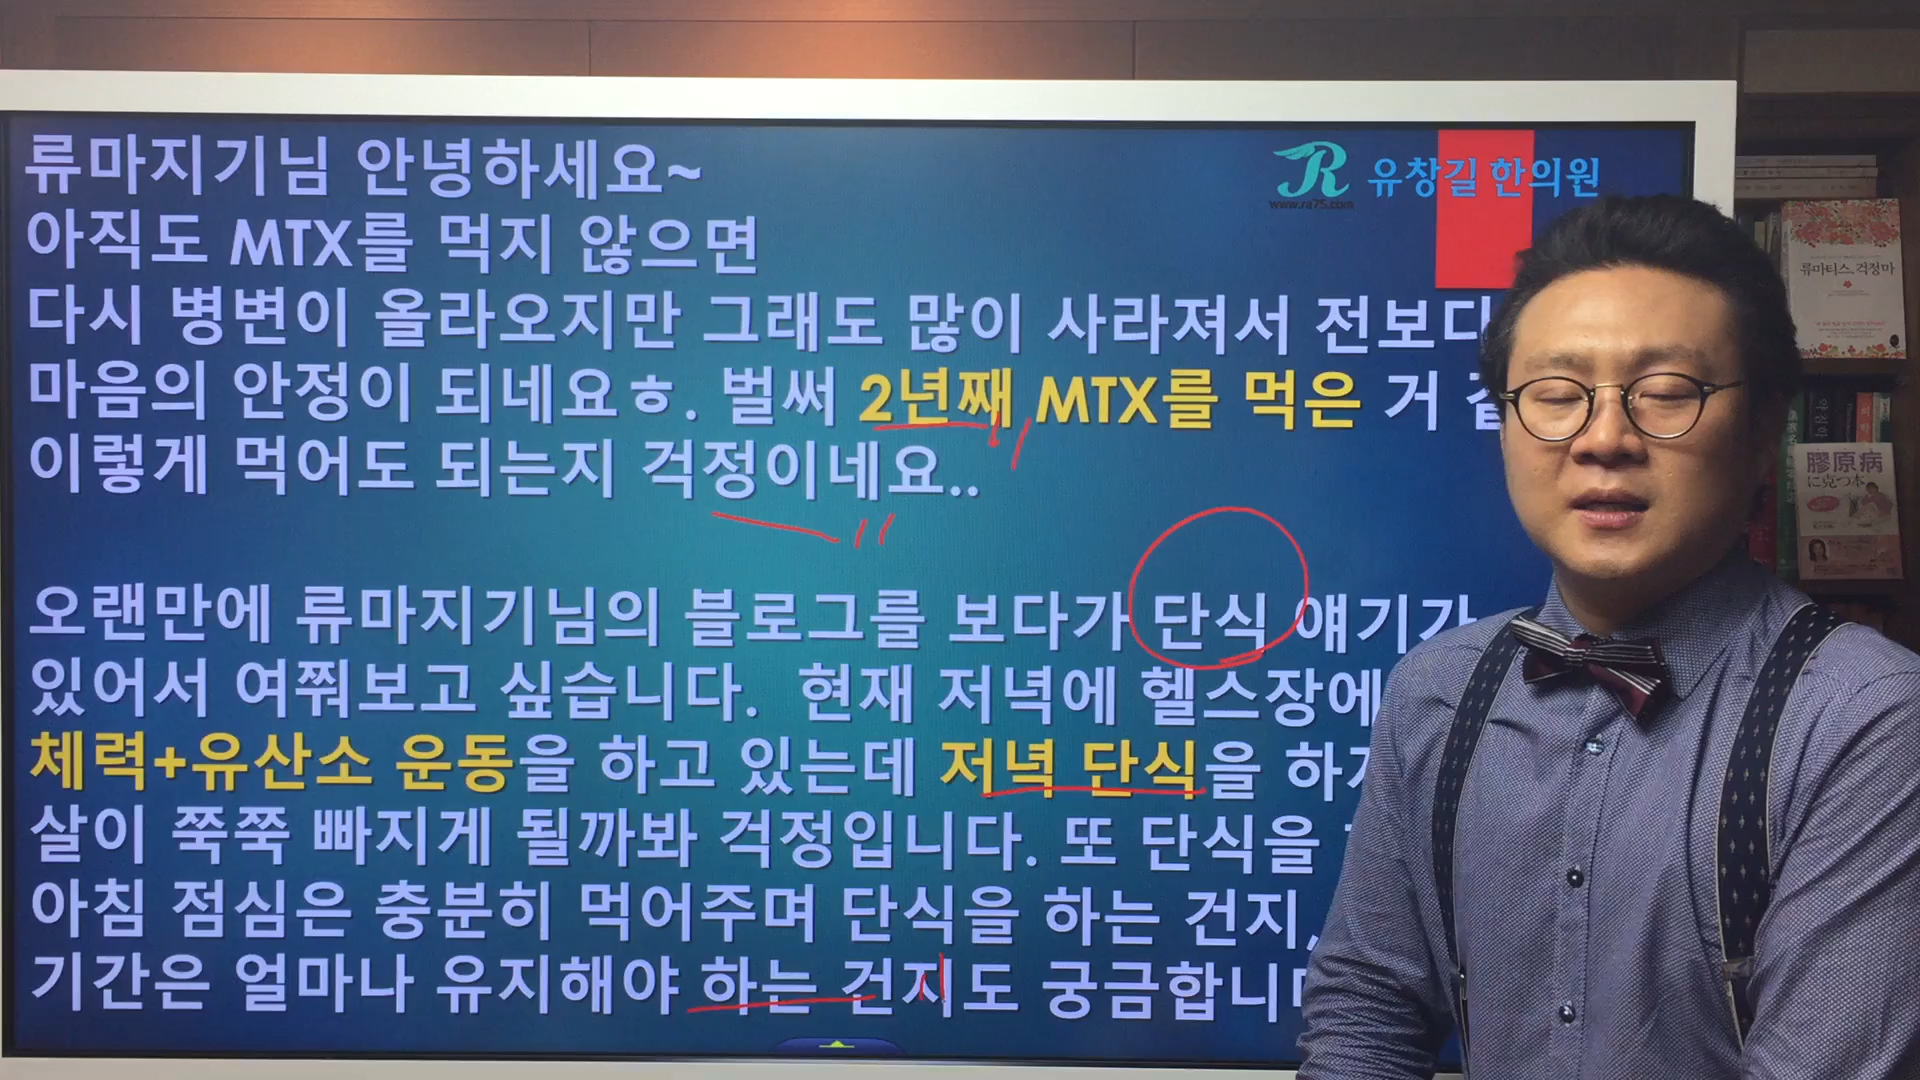 류마지기님 안녕하세요~
유창길 한의원
www.ra75.com
아직도 MTX를 먹지 않으면
다시 병변이 올라오지만 그래도 많이 사라져서 전보다
마음의 안정이 되네요ㅎ. 벌써 2년째 MTX를 먹은 거
이렇게 먹어도 되는지 걱정이네요..
오랜만에 류마지기님의 블로그를 보다가 단식 얘기가
있어서 여쭤보고 싶습니다. 현재 저녁에 헬스장에
체력+유산소 운동을 하고 있는데 저녁 단식을
살이 쭉쭉 빠지게 될까봐 걱정입니다. 또 단식을
아침 점심은 충분히 먹어주며 단식을 하는 건지,
기간은 얼마나 유지해야 하는 건지도 궁금합니다
류마티스, 걱정마
膠原病
に克つ本